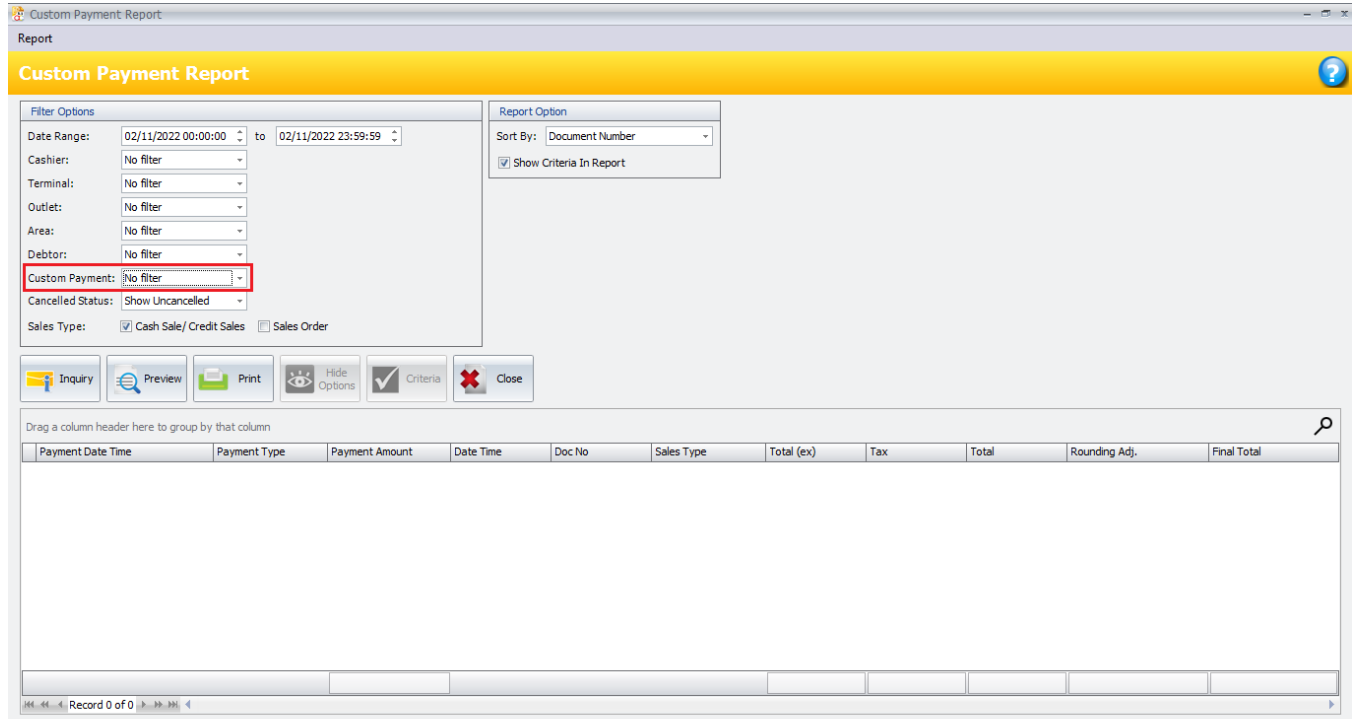 Custom Payment Report
Report
Custom Payment Report
?
Filter Options
Date Range: 02/11/2022 00:00:00 to 02/11/2022 23:59:59
Cashier: No filter
Terminal: No filter
Outlet: No filter
Area: No filter
Debtor: No filter
Custom Payment: No filter
Cancelled Status: Show Uncancelled
Sales Type: Cash Sale/ Credit Sales Sales Order
Report Option
Sort By: Document Number
Show Criteria In Report
Inquiry Preview Print Hide Options Criteria Close
Drag a column header here to group by that column
Payment Date Time Payment Type Payment Amount Date Time Doc No Sales Type Total (ex) Tax Total Rounding Adj. Final Total
Record 0 of 0